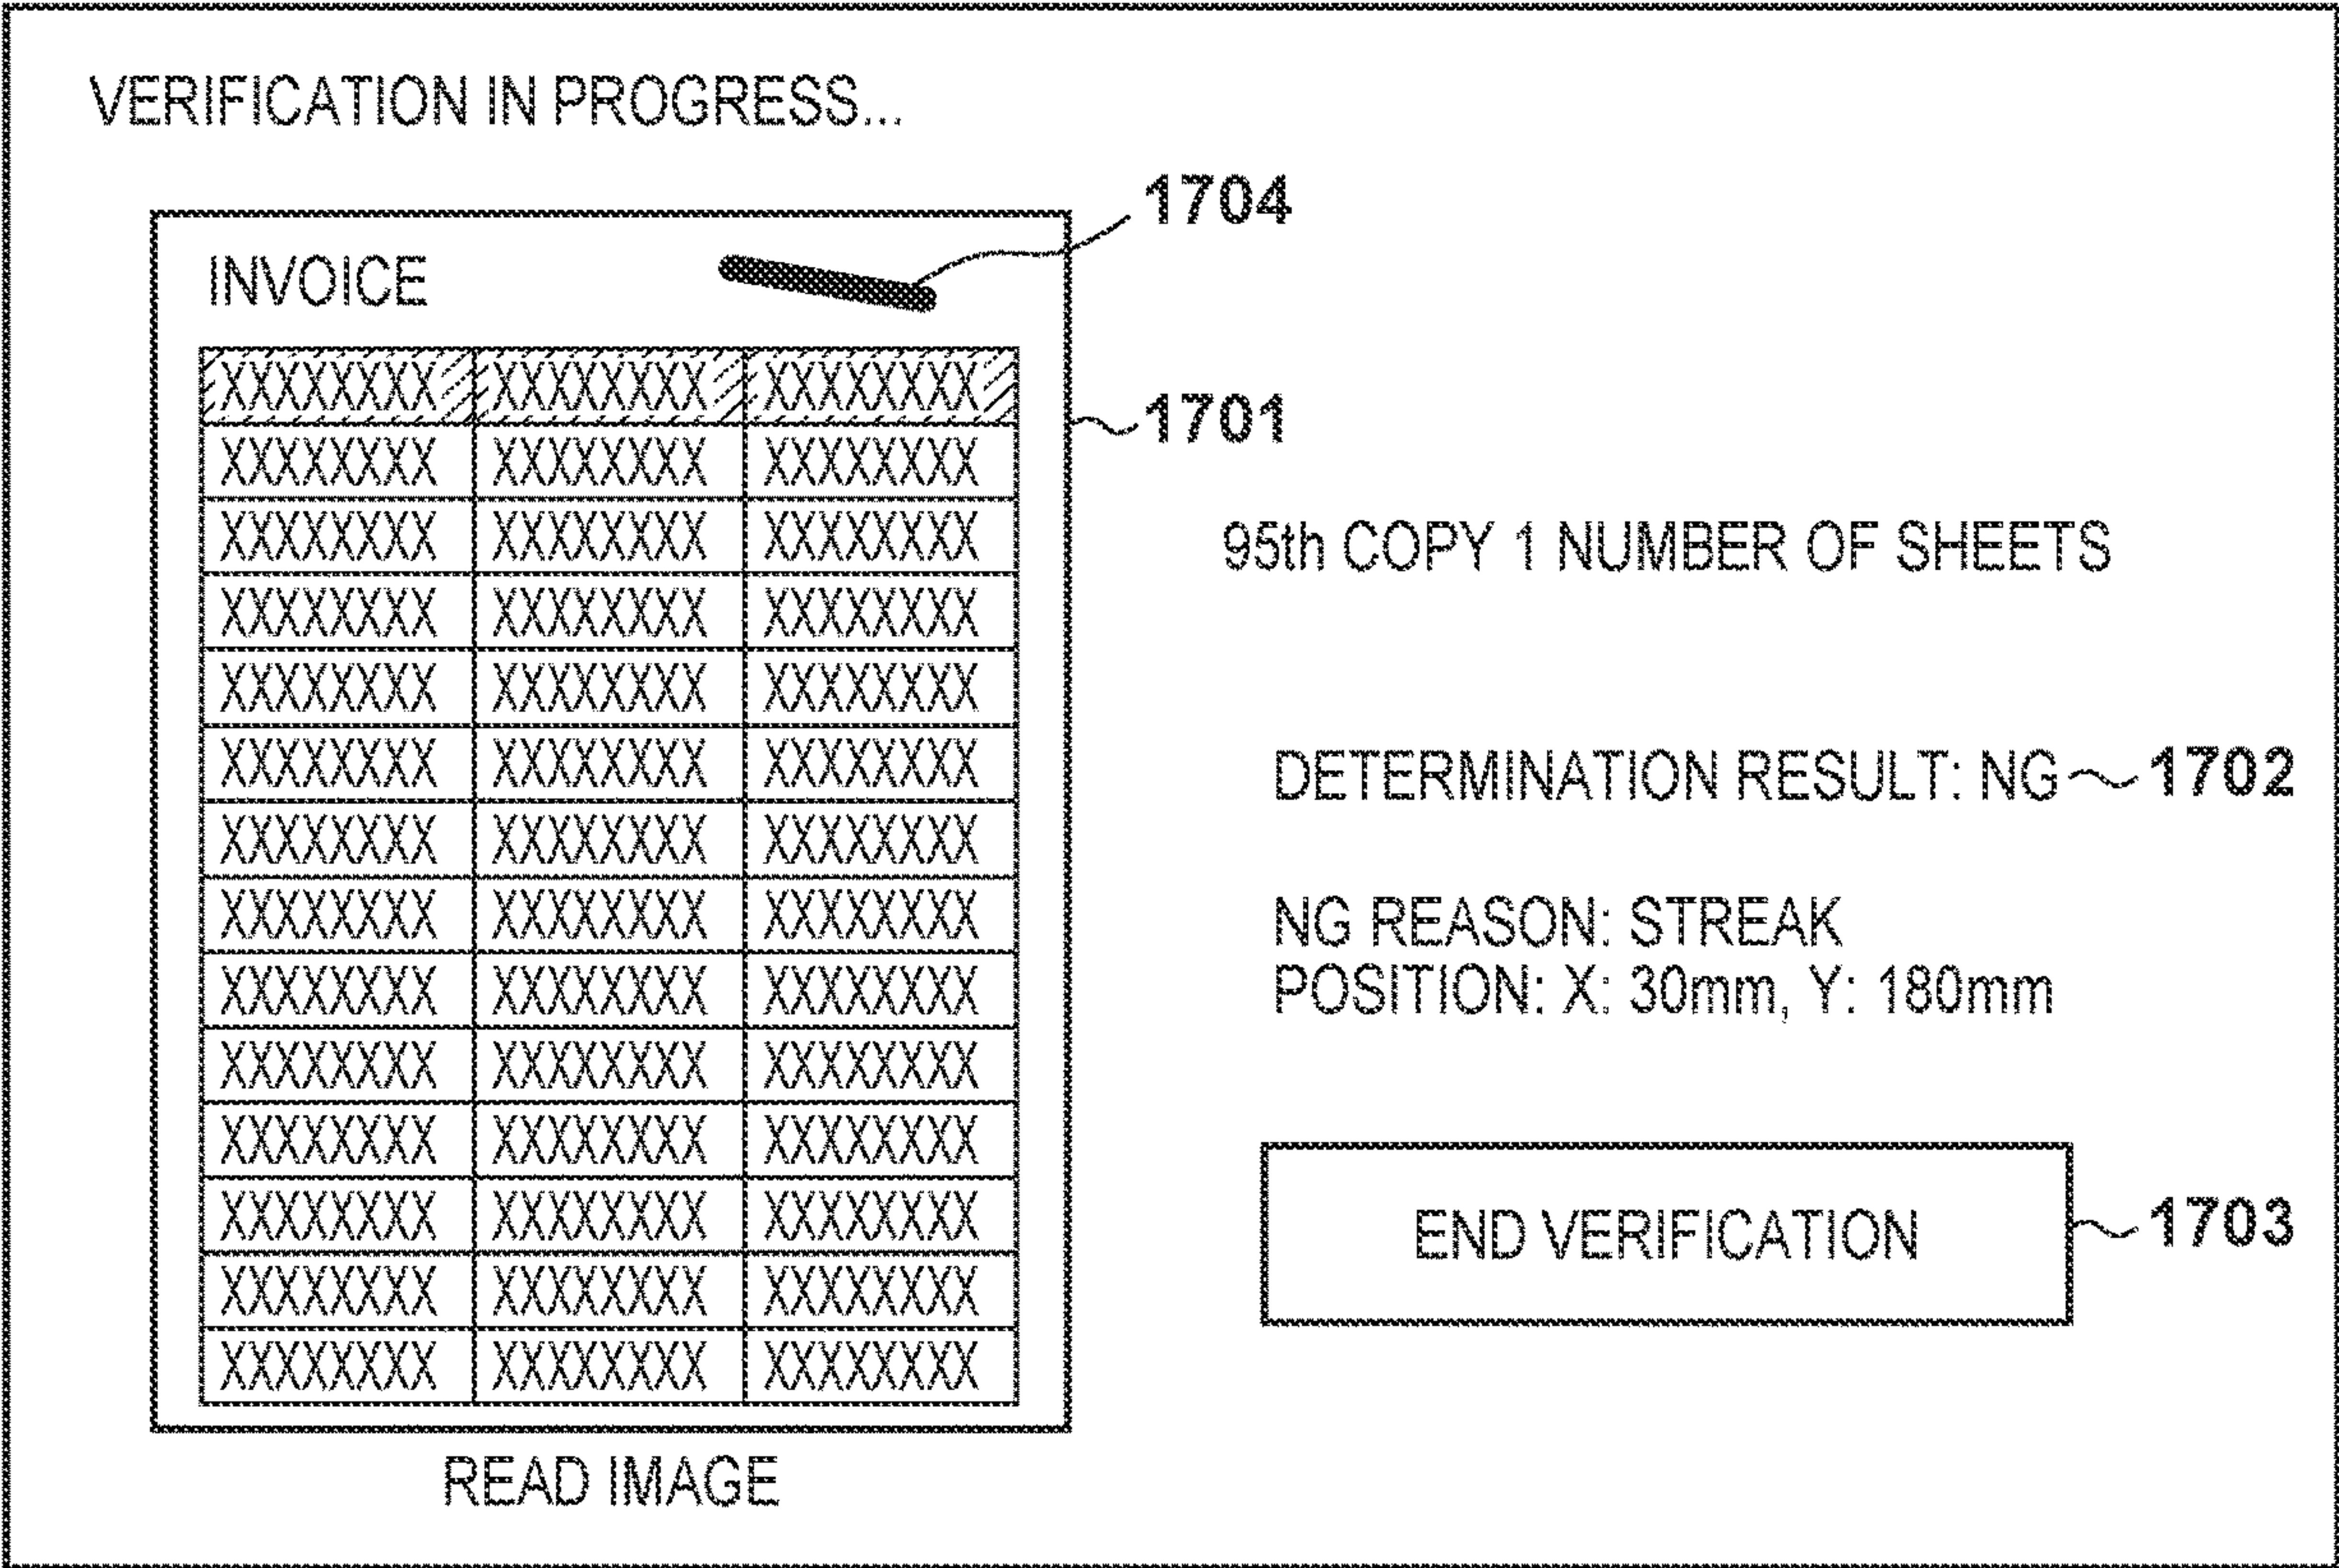 VERIFICATION IN PROGRESS...
1704
INVOICE
XXXXXXXX XXXXXXXX XXXXXXXX
1701
XXXXXXXX XXXXXXXX XXXXXXXX
XXXXXXXX XXXXXXXX XXXXXXXX
95th COPY 1 NUMBER OF SHEETS
XXXXXXXX XXXXXXXX XXXXXXXX
XXXXXXXX XXXXXXXX XXXXXXXX
XXXXXXXX XXXXXXXX XXXXXXXX
DETERMINATION RESULT: NG 1702
XXXXXXXX XXXXXXXX XXXXXXXX
XXXXXXXX XXXXXXXX XXXXXXXX
NG REASON: STREAK
XXXXXXXX XXXXXXXX XXXXXXXX
POSITION: X: 30mm, Y: 180mm
XXXXXXXX XXXXXXXX XXXXXXXX
XXXXXXXX XXXXXXXX XXXXXXXX
XXXXXXXX XXXXXXXX XXXXXXXX
END VERIFICATION 1703
XXXXXXXX XXXXXXXX XXXXXXXX
XXXXXXXX XXXXXXXX XXXXXXXX
READ IMAGE